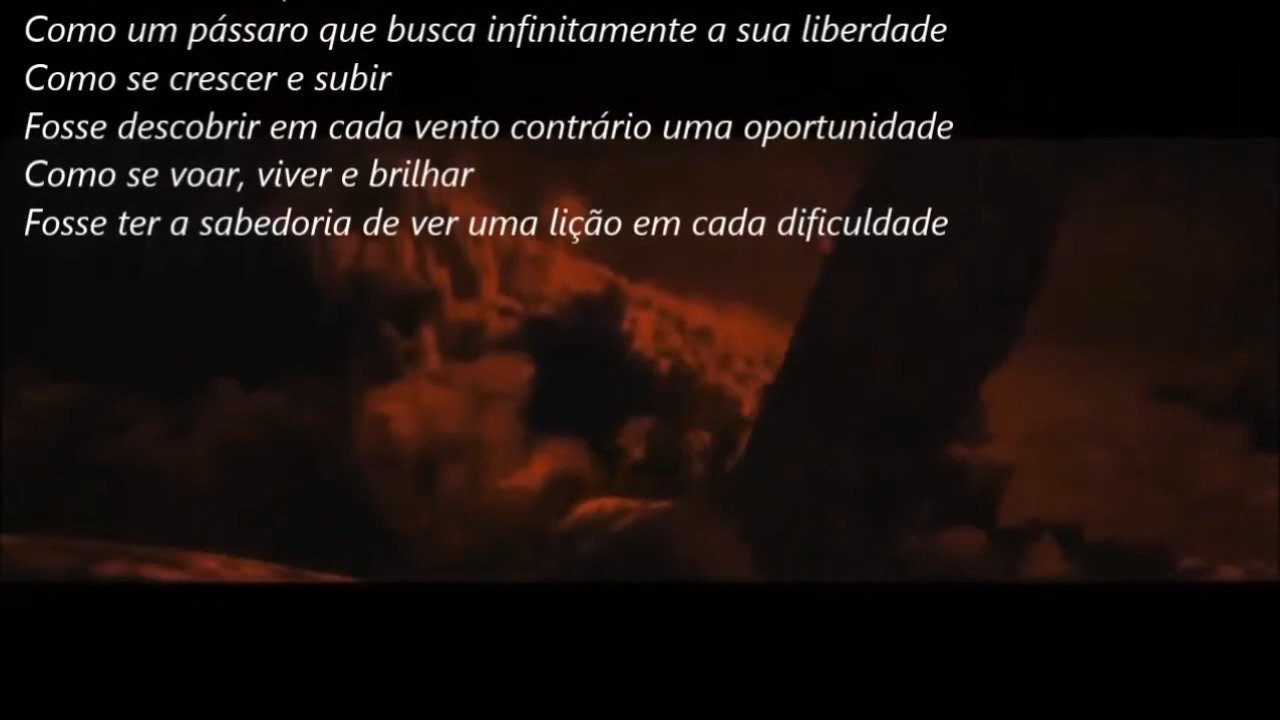 Como um pássaro que busca infinitamente a sua liberdade
Como se crescer e subir
Fosse descobrir em cada vento contrário uma oportunidade
Como se voar, viver e brilhar
Fosse ter a sabedoria de ver uma lição em cada dificuldade